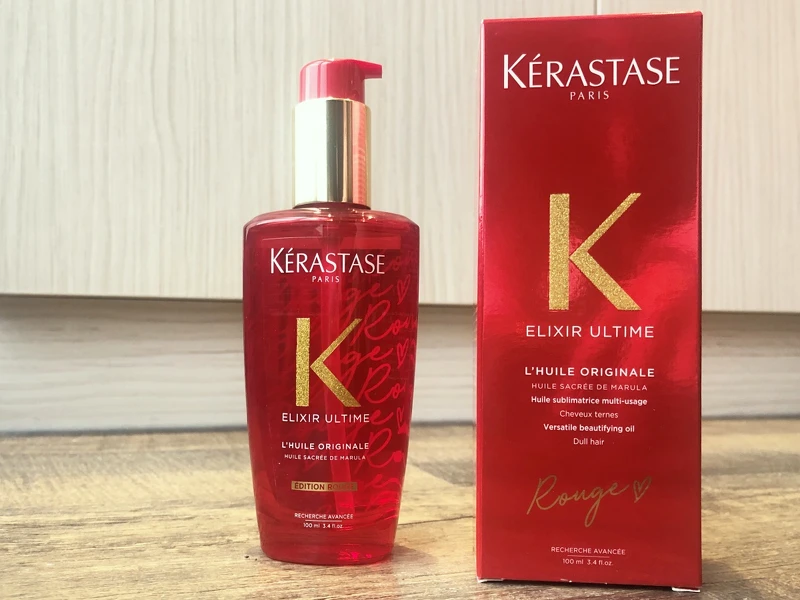 KÉRASTASE
PARIS
K
ELIXIR ULTIME
L'HUILE ORIGINALE
HUILE SACRÉE DE MARULA
ÉDITION ROUGE
RECHERCHE AVANCÉE
100 ml 3.4 fl.oz.
KÉRASTASE
PARIS
K
ELIXIR ULTIME
L'HUILE ORIGINALE
HUILE SACRÉE DE MARULA
Huile sublimatrice multi-usage
Cheveux ternes
Versatile beautifying oil
Dull hair
Rouge
RECHERCHE AVANCÉE
100 ml 3.4 fl.oz.